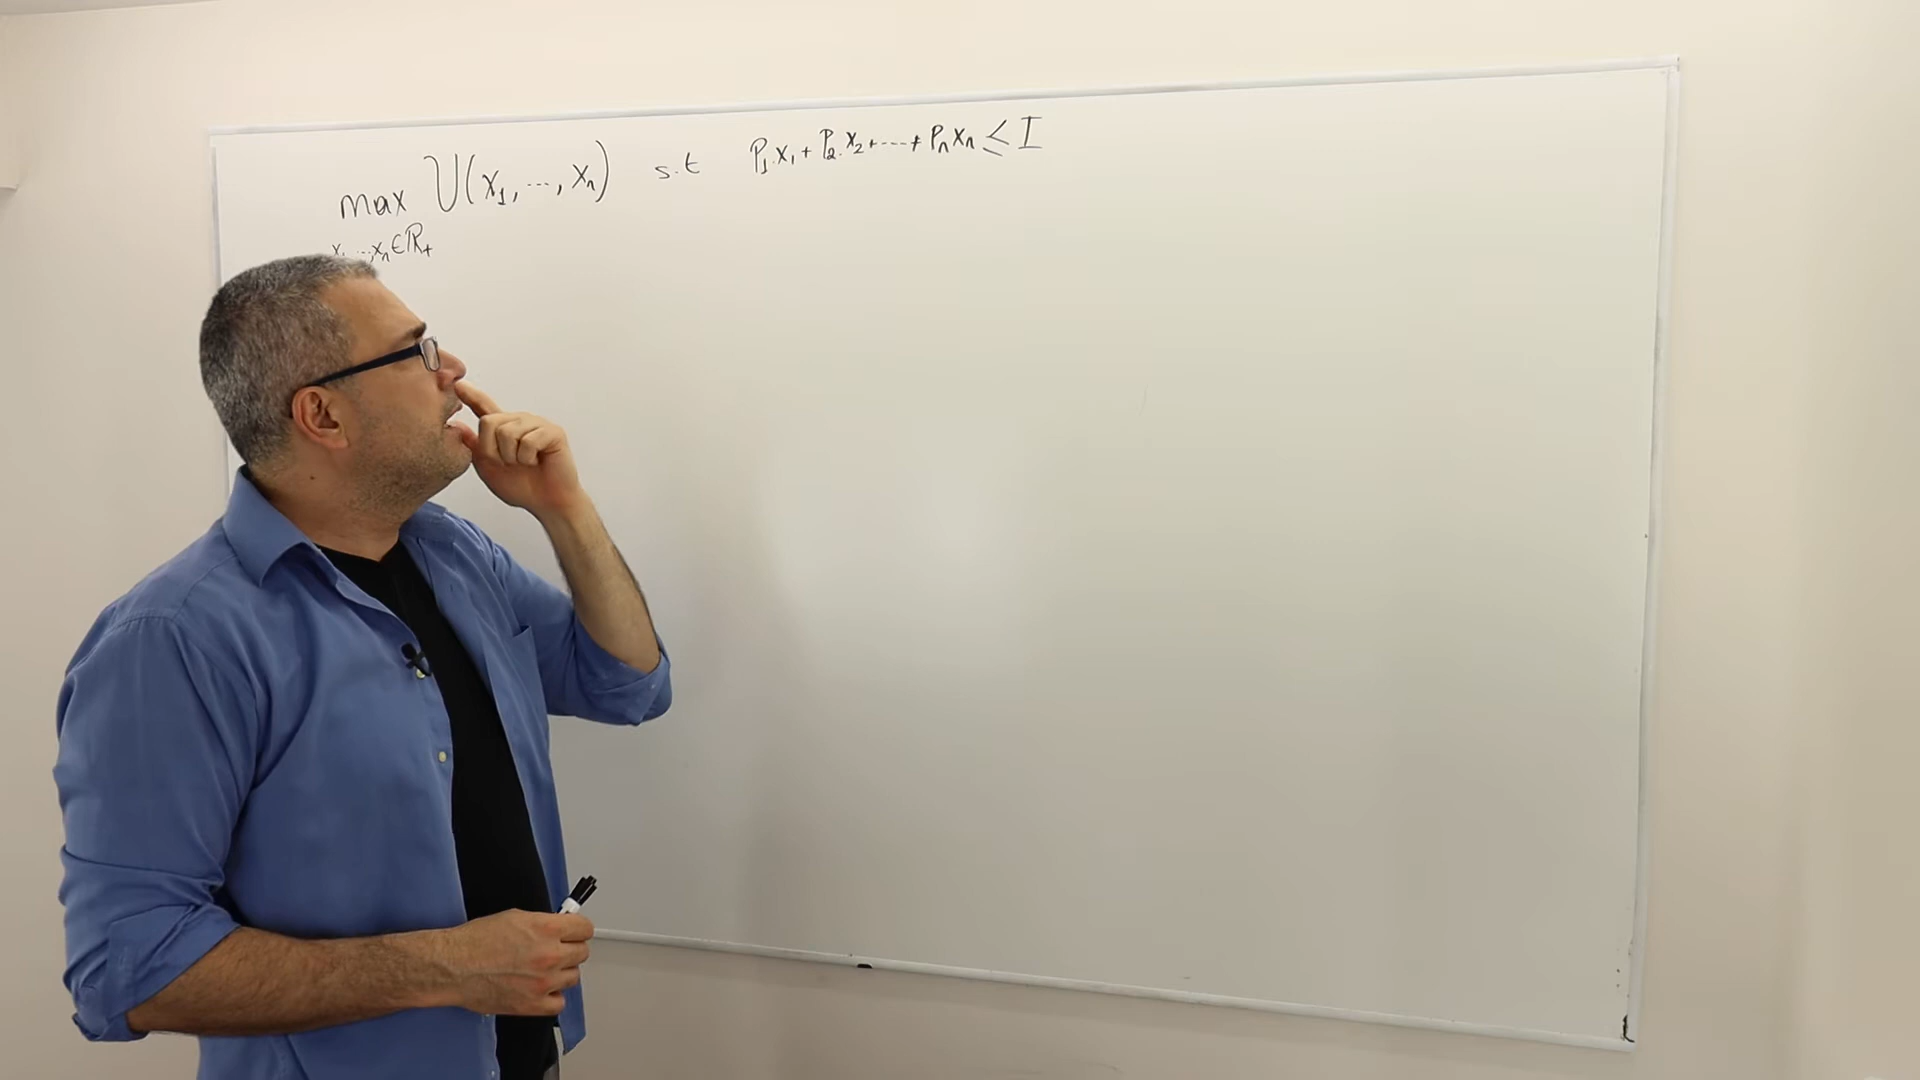 max U(x₁, ..., xₙ) s.t P₁.x₁ + P₂.x₂ + ---- + Pₙxₙ ≤ I
x₁, ..., xₙ ∈ ℝ₊